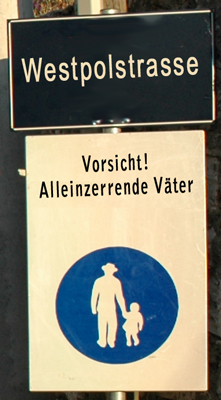 Westpolstrasse
Vorsicht!
Alleinzerrende Väter